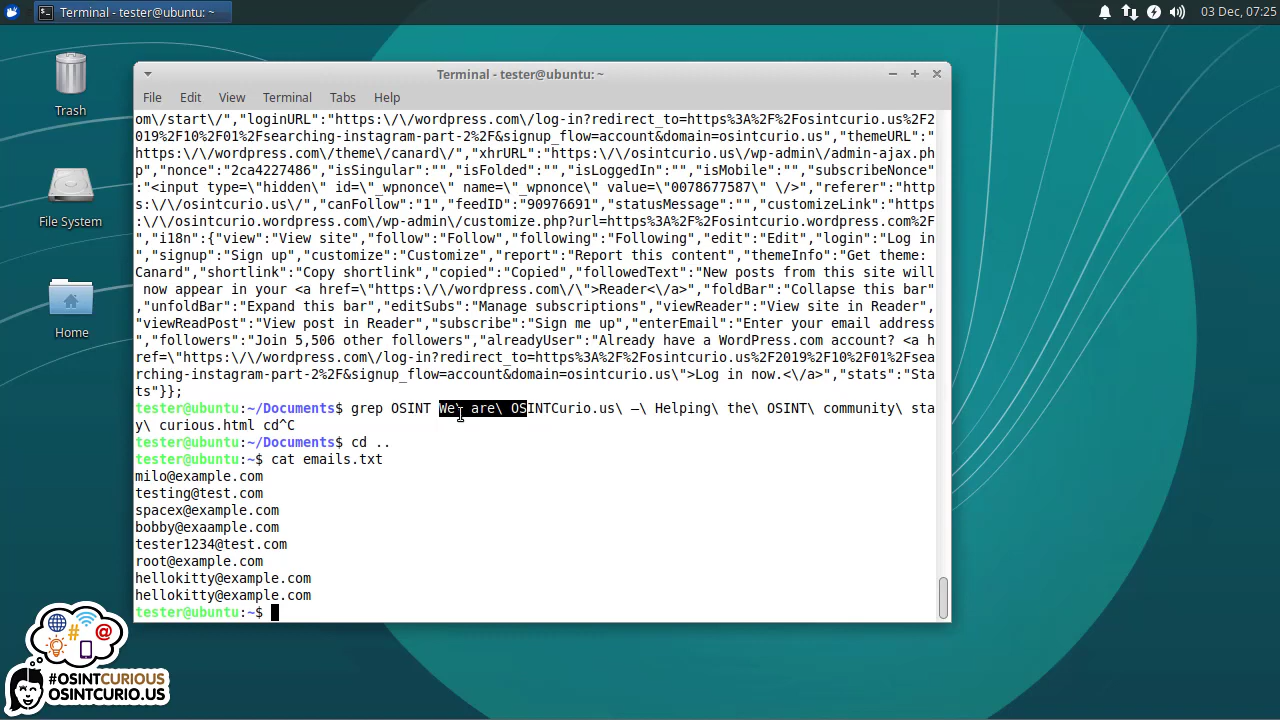 Terminal - tester@ubuntu: ~
03 Dec, 07:25
Trash
File System
Home
Terminal - tester@ubuntu: ~
File Edit View Terminal Tabs Help
om\/start\/","loginURL":"https:\/\/wordpress.com\/log-in?redirect_to=https%3A%2F%2Fosintcurio.us%2F2
019%2F10%2F01%2Fsearching-instagram-part-2%2F&signup_flow=account&domain=osintcurio.us","themeURL":"
https:\/\/wordpress.com\/theme\/canard\/","xhrURL":"https:\/\/osintcurio.us\/wp-admin\/admin-ajax.ph
p","nonce":"2ca4227486","isSingular":"","isFolded":"","isLoggedIn":"","isMobile":"","subscribeNonce"
:"<input type=\"hidden\" id=\"_wpnonce\" name=\"_wpnonce\" value=\"0078677587\" \/>","referer":"http
s:\/\/osintcurio.us\/","canFollow":"1","feedID":"90976691","statusMessage":"","customizeLink":"https
:\/\/osintcurio.wordpress.com\/wp-admin\/customize.php?url=https%3A%2F%2Fosintcurio.wordpress.com%2F
","i18n":{"view":"View site","follow":"Follow","following":"Following","edit":"Edit","login":"Log in
","signup":"Sign up","customize":"Customize","report":"Report this content","themeInfo":"Get theme:
Canard","shortlink":"Copy shortlink","copied":"Copied","followedText":"New posts from this site will
 now appear in your <a href=\"https:\/\/wordpress.com\/\">Reader<\/a>","foldBar":"Collapse this bar"
,"unfoldBar":"Expand this bar","editSubs":"Manage subscriptions","viewReader":"View site in Reader",
"viewReadPost":"View post in Reader","subscribe":"Sign me up","enterEmail":"Enter your email address
","followers":"Join 5,506 other followers","alreadyUser":"Already have a WordPress.com account? <a h
ref=\"https:\/\/wordpress.com\/log-in?redirect_to=https%3A%2F%2Fosintcurio.us%2F2019%2F10%2F01%2Fsea
rching-instagram-part-2%2F&signup_flow=account&domain=osintcurio.us\">Log in now.<\/a>","stats":"Sta
ts"}};
tester@ubuntu:~/Documents$ grep OSINT We\ are\ OSINTCurio.us\ –\ Helping\ the\ OSINT\ community\ sta
y\ curious.html cd^C
tester@ubuntu:~/Documents$ cd ..
tester@ubuntu:~$ cat emails.txt
milo@example.com
testing@test.com
spacex@example.com
bobby@exaample.com
tester1234@test.com
root@example.com
hellokitty@example.com
hellokitty@example.com
tester@ubuntu:~$
#OSINTCURIOUS
OSINTCURIO.US